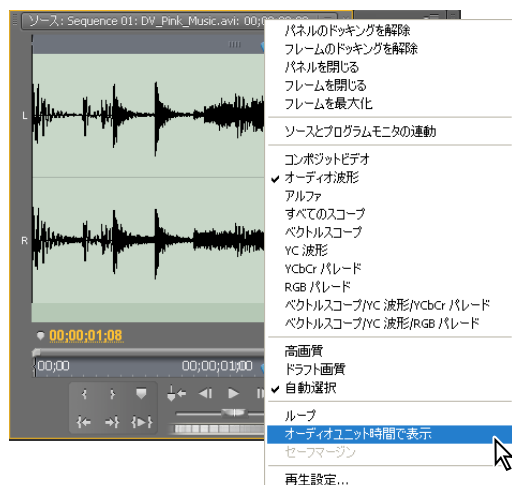 ソース: Sequence 01: DV_Pink_Music.avi: 00;00;00;00
L
R
00;00;01;08
00;00
00;00;01;00
パネルのドッキングを解除
フレームのドッキングを解除
パネルを閉じる
フレームを閉じる
フレームを最大化
ソースとプログラムモニタの連動
コンポジットビデオ
オーディオ波形
アルファ
すべてのスコープ
ベクトルスコープ
YC 波形
YCbCr パレード
RGB パレード
ベクトルスコープ/YC 波形/YCbCr パレード
ベクトルスコープ/YC 波形/RGB パレード
高画質
ドラフト画質
自動選択
ループ
オーディオユニット時間で表示
セーフマージン
再生設定...